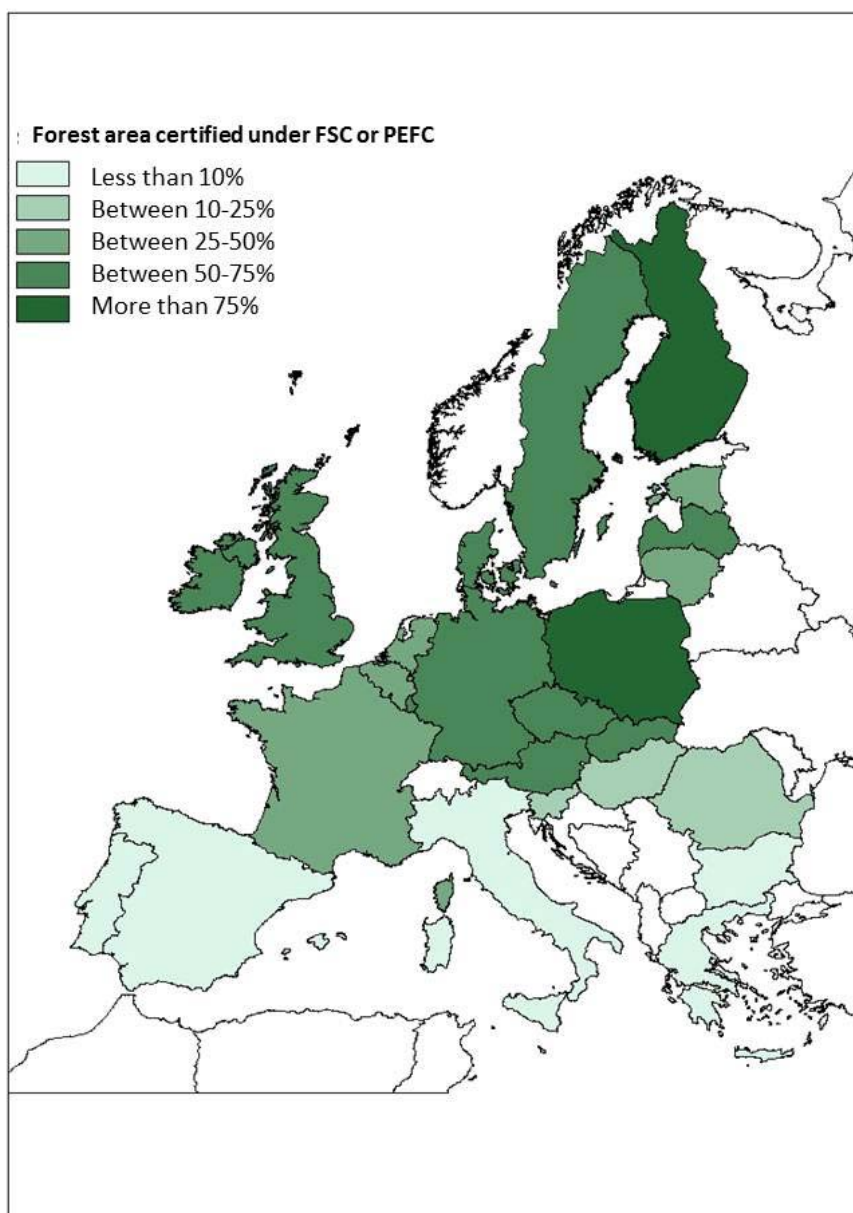 Forest area certified under FSC or PEFC
Less than 10%
Between 10-25%
Between 25-50%
Between 50-75%
More than 75%